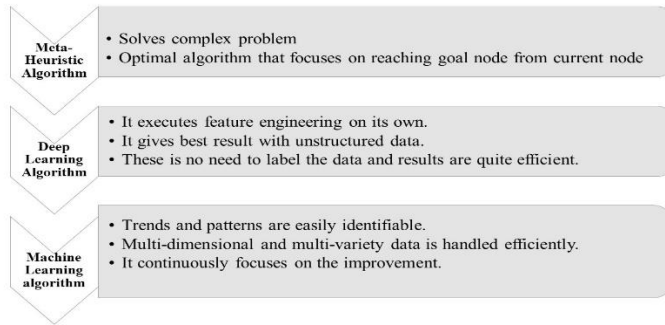 Meta-
Heuristic
Algorithm
• Solves complex problem
• Optimal algorithm that focuses on reaching goal node from current node
Deep
Learning
Algorithm
• It executes feature engineering on its own.
• It gives best result with unstructured data.
• These is no need to label the data and results are quite efficient.
Machine
Learning
algorithm
• Trends and patterns are easily identifiable.
• Multi-dimensional and multi-variety data is handled efficiently.
• It continuously focuses on the improvement.